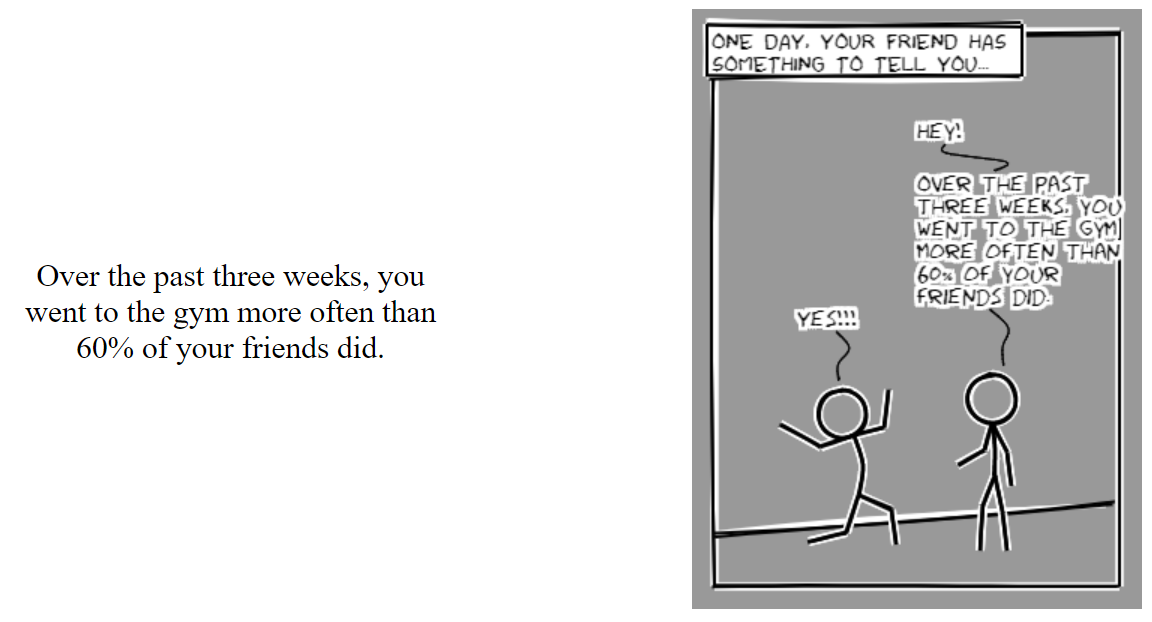 Over the past three weeks, you
went to the gym more often than
60% of your friends did.
ONE DAY, YOUR FRIEND HAS
SOMETHING TO TELL YOU...
HEY!
OVER THE PAST
THREE WEEKS, YOU
WENT TO THE GYM
MORE OFTEN THAN
60% OF YOUR
FRIENDS DID.
YES!!!